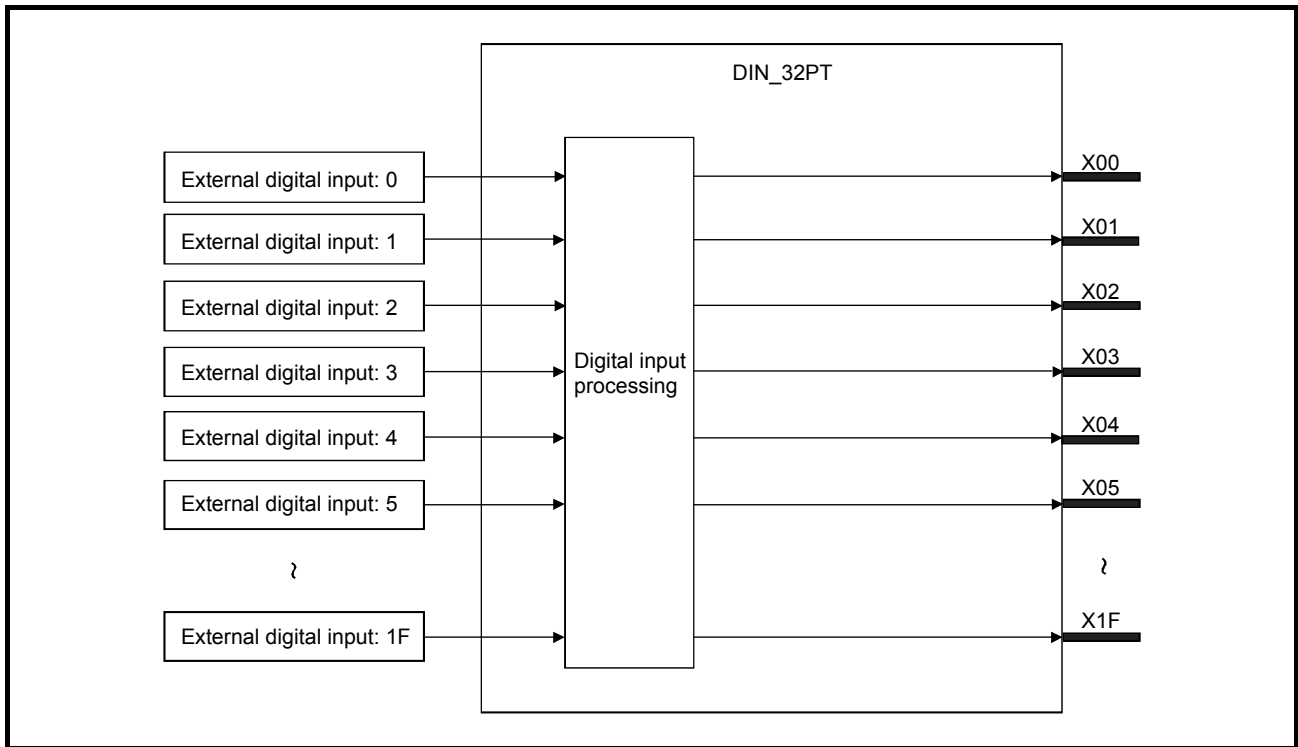 DIN_32PT
External digital input: 0
X00
External digital input: 1
X01
External digital input: 2
X02
External digital input: 3
Digital input
processing
X03
External digital input: 4
X04
External digital input: 5
X05
~
~
External digital input: 1F
X1F